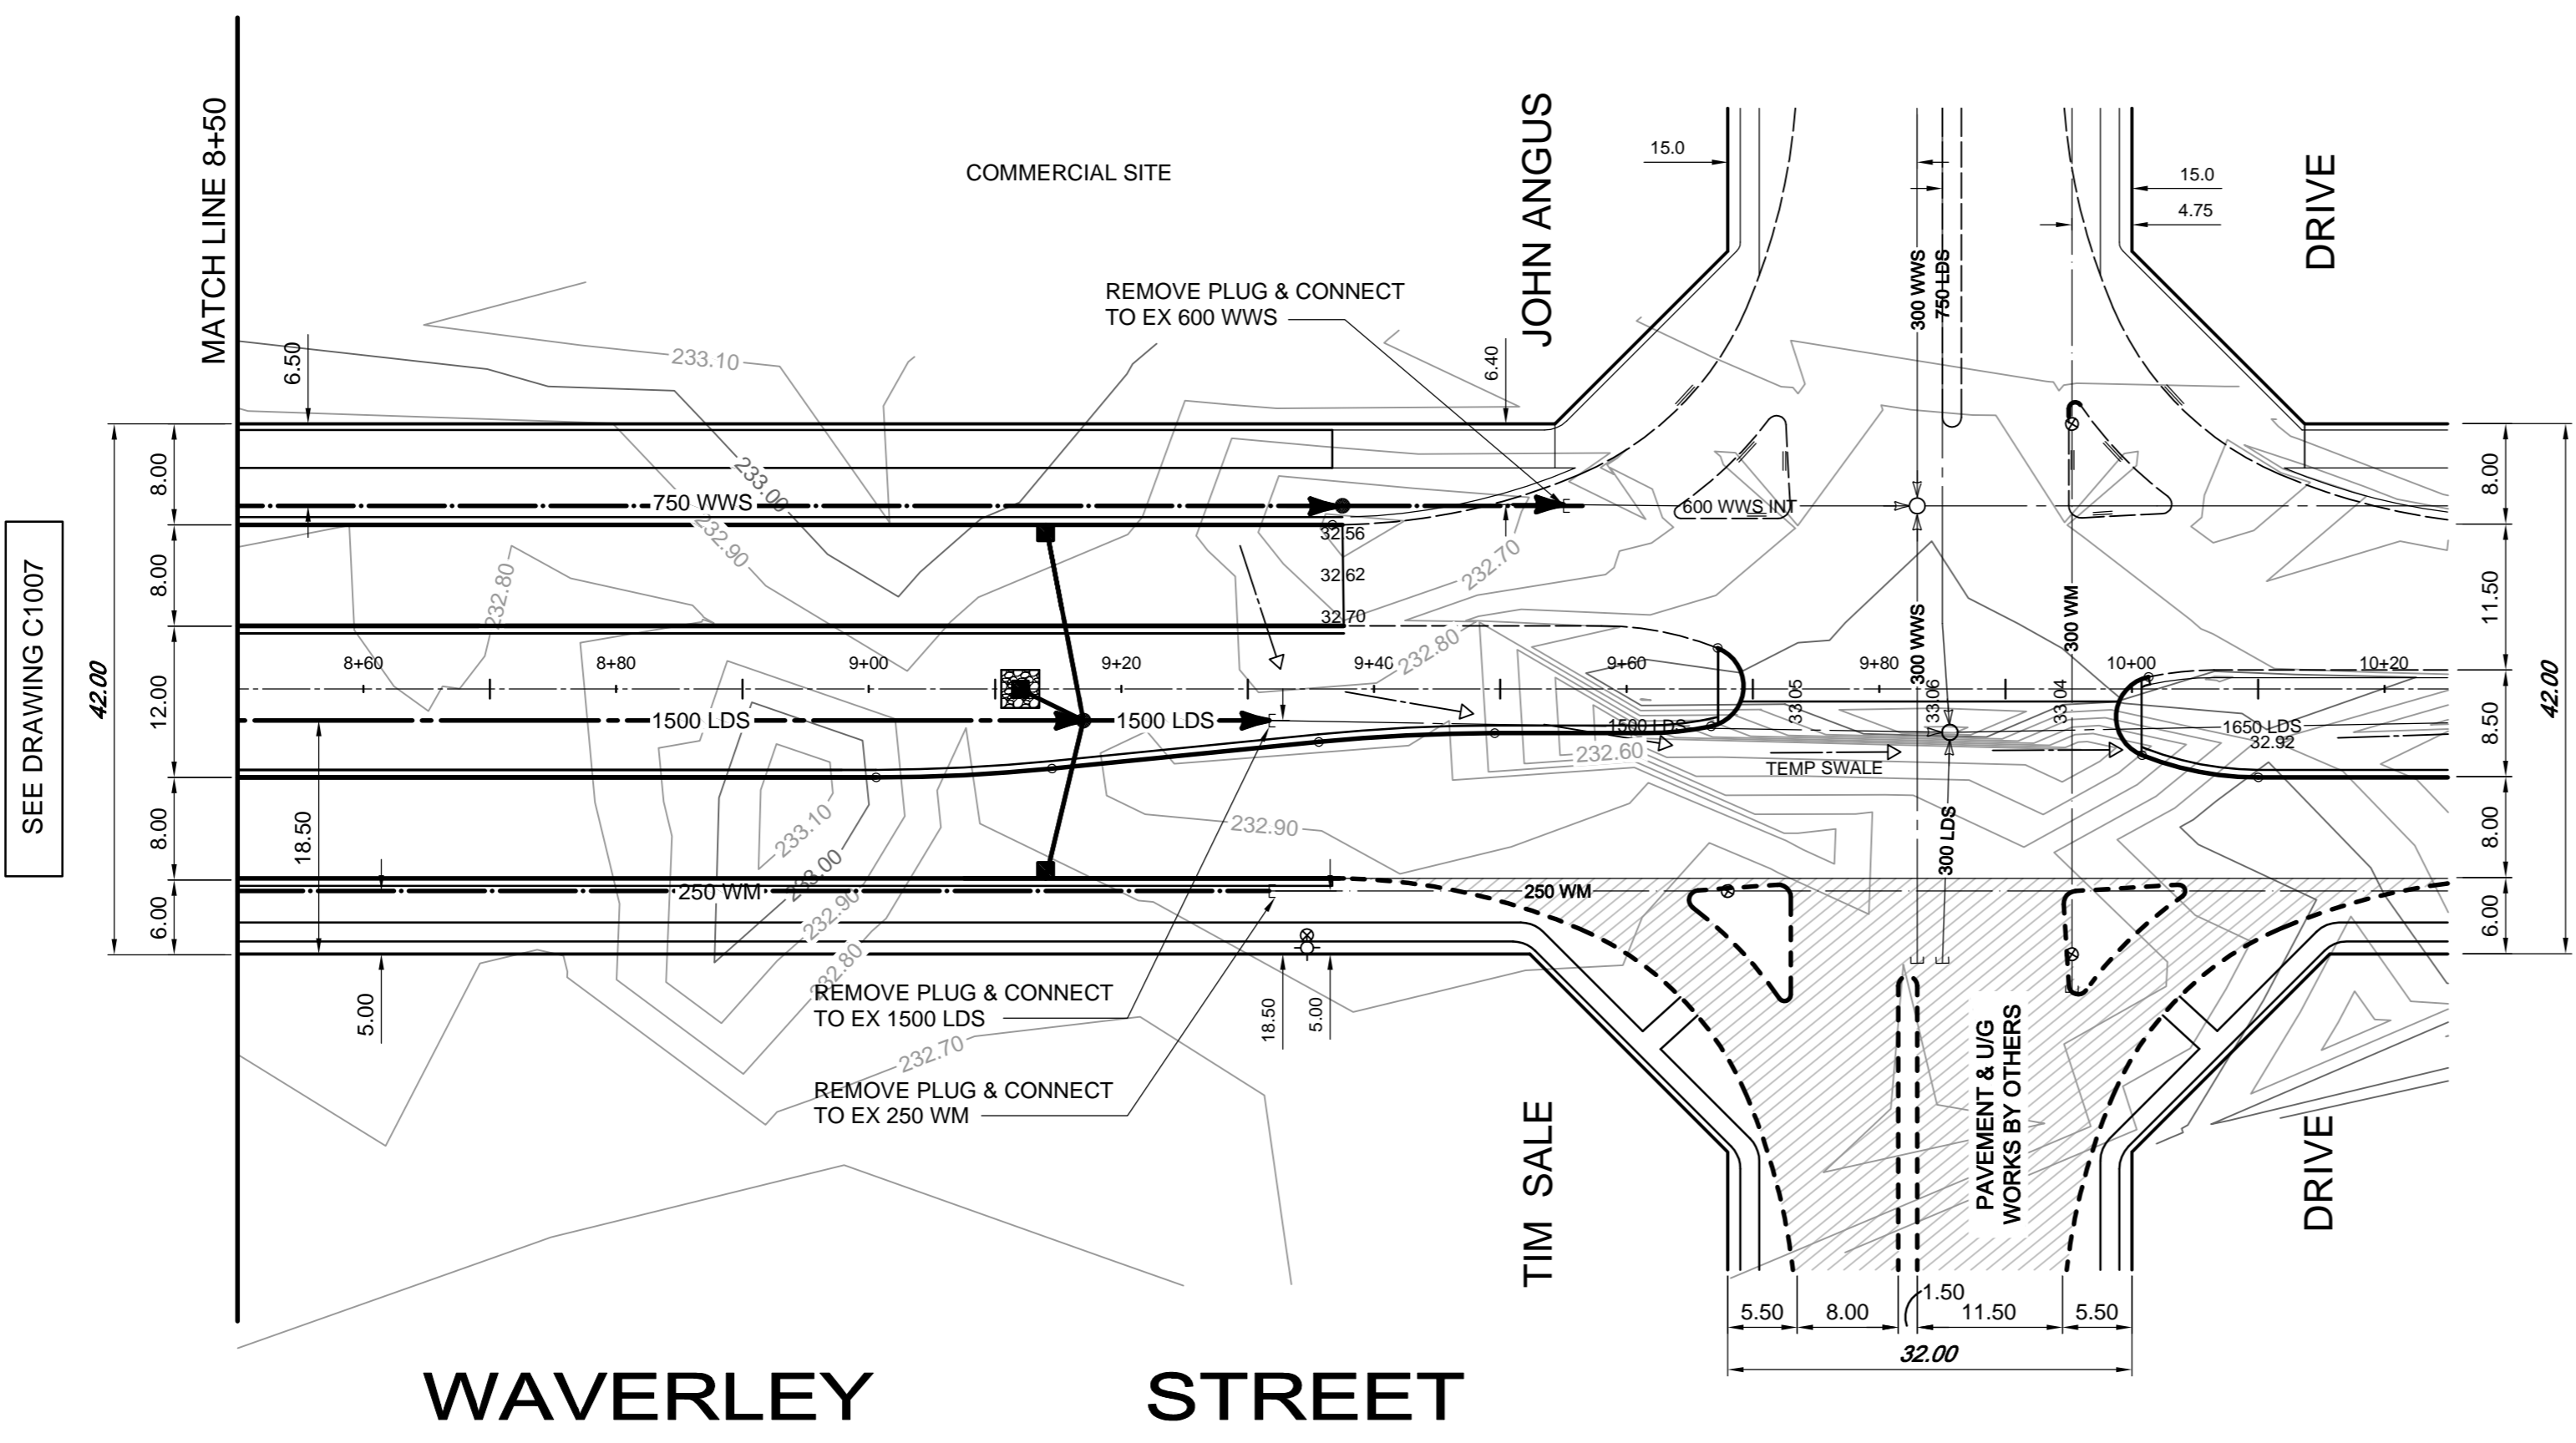 MATCH LINE 8+50
COMMERCIAL SITE
JOHN ANGUS
DRIVE
15.0
15.0
4.75
300 WWS
750 LDS
REMOVE PLUG & CONNECT
TO EX 600 WWS
6.50
233.10
6.40
8.00
233.00
750 WWS
600 WWS INT
8.00
232.90
32.56
232.70
32.62
SEE DRAWING C1007
8.00
232.80
32.70
300 WWS
300 WM
11.50
42.00
8+60
8+80
9+00
9+20
9+40
232.80
9+60
9+80
10+00
10+20
42.00
12.00
33.05
33.06
33.04
1500 LDS
1500 LDS
1500 LDS
1650 LDS
32.92
8.50
232.60
TEMP SWALE
18.50
8.00
233.10
232.90
300 LDS
8.00
233.00
250 WM
250 WM
6.00
232.90
6.00
232.80
5.00
REMOVE PLUG & CONNECT
TO EX 1500 LDS
18.50
5.00
232.70
REMOVE PLUG & CONNECT
TO EX 250 WM
TIM SALE
PAVEMENT & U/G
WORKS BY OTHERS
DRIVE
1.50
5.50
8.00
11.50
5.50
32.00
WAVERLEY STREET